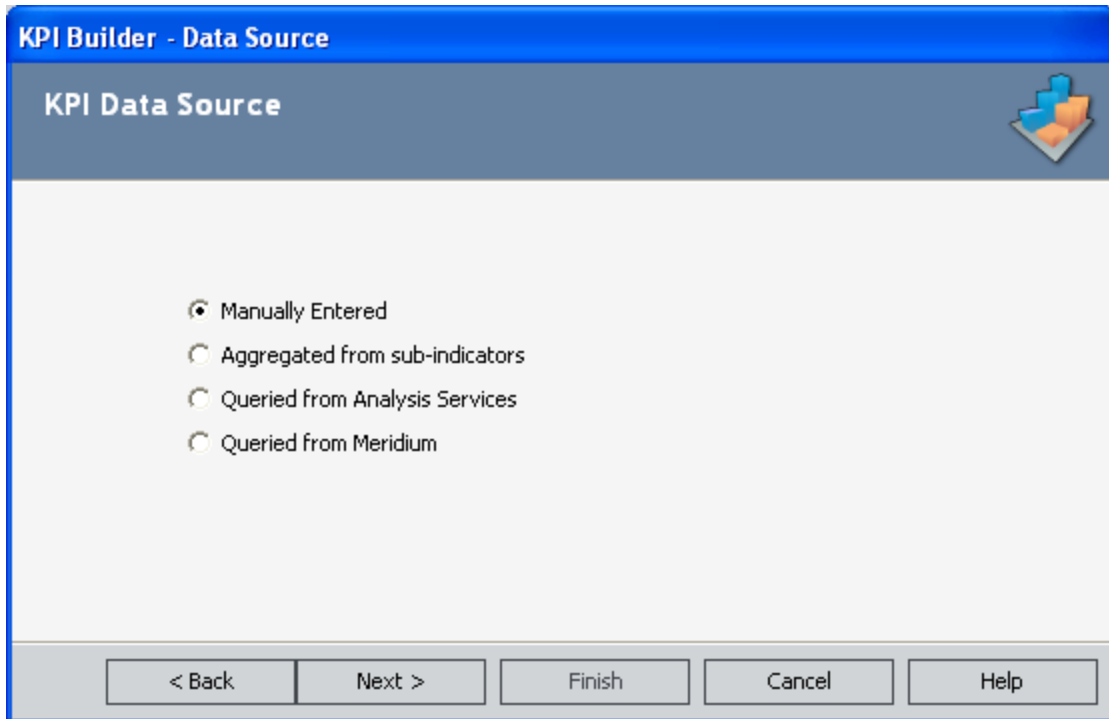 KPI Builder - Data Source
KPI Data Source
Manually Entered
Aggregated from sub-indicators
Queried from Analysis Services
Queried from Meridium
< Back Next > Finish Cancel Help